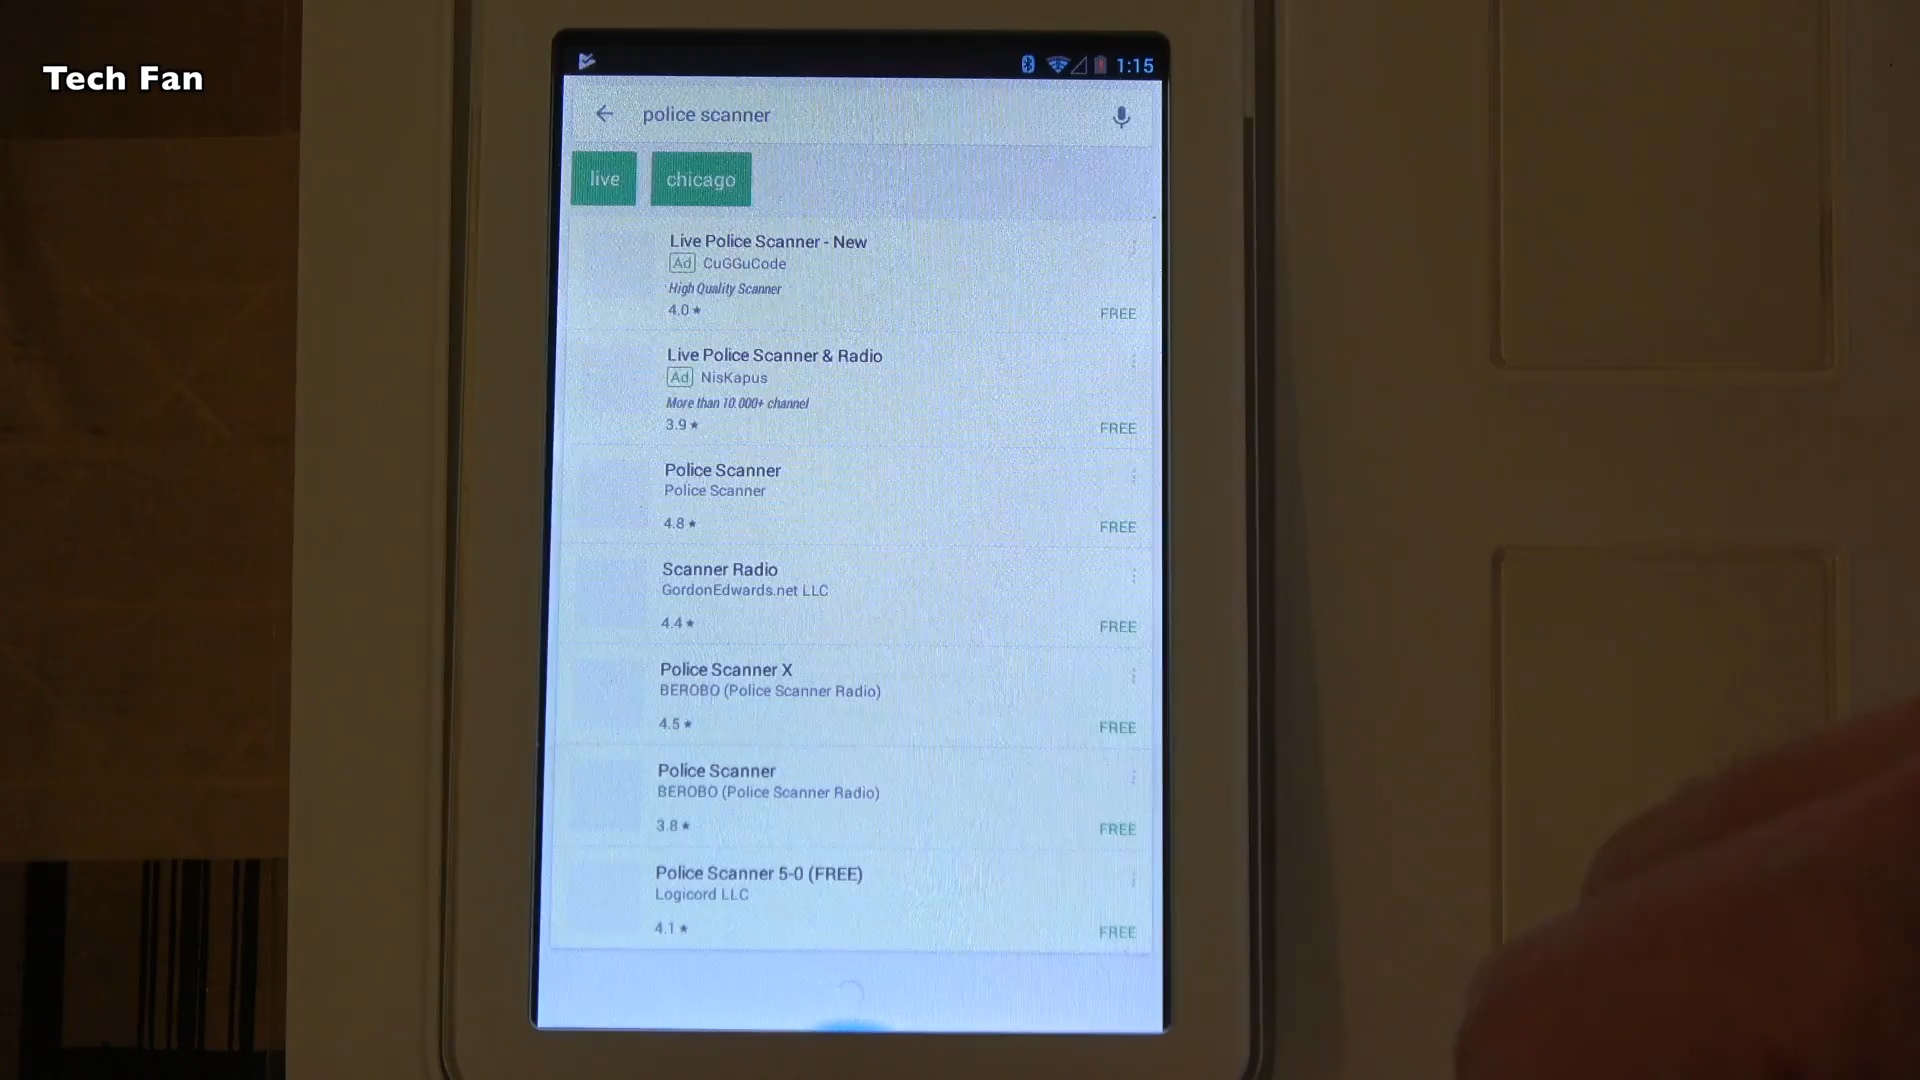 Tech Fan
1:15
police scanner
live
chicago
Live Police Scanner - New
Ad CuGGuCode
High Quality Scanner
4.0 ★
FREE
Live Police Scanner & Radio
Ad NisKapus
More than 10.000+ channel
3.9 ★
FREE
Police Scanner
Police Scanner
4.8 ★
FREE
Scanner Radio
GordonEdwards.net LLC
4.4 ★
FREE
Police Scanner X
BEROBO (Police Scanner Radio)
4.5 ★
FREE
Police Scanner
BEROBO (Police Scanner Radio)
3.8 ★
FREE
Police Scanner 5-0 (FREE)
Logicord LLC
4.1 ★
FREE